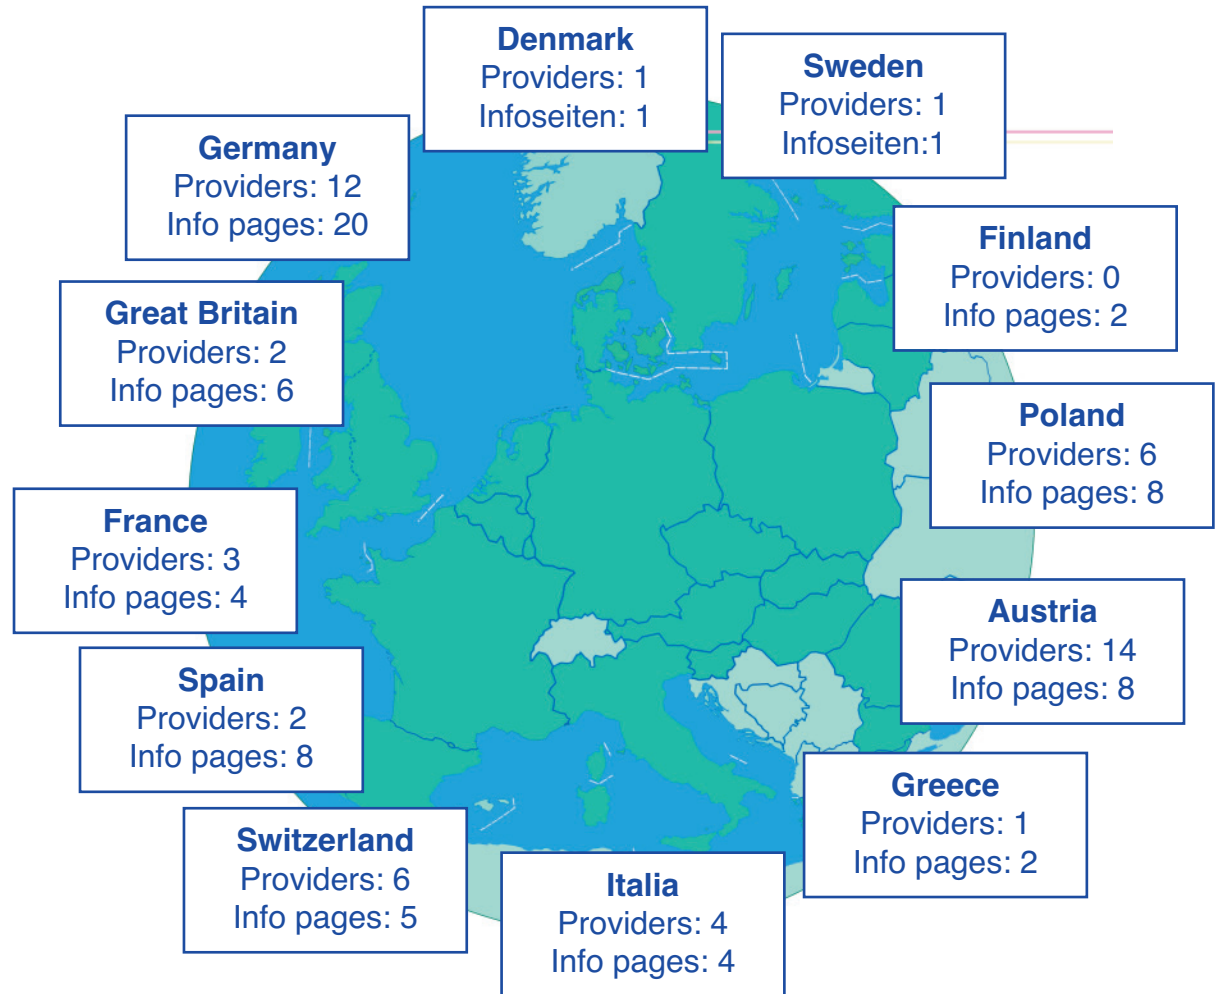 Denmark
Providers: 1
Infoseiten: 1
Sweden
Providers: 1
Infoseiten:1
Germany
Providers: 12
Info pages: 20
Finland
Providers: 0
Info pages: 2
Great Britain
Providers: 2
Info pages: 6
Poland
Providers: 6
Info pages: 8
France
Providers: 3
Info pages: 4
Austria
Providers: 14
Info pages: 8
Spain
Providers: 2
Info pages: 8
Greece
Providers: 1
Info pages: 2
Switzerland
Providers: 6
Info pages: 5
Italia
Providers: 4
Info pages: 4